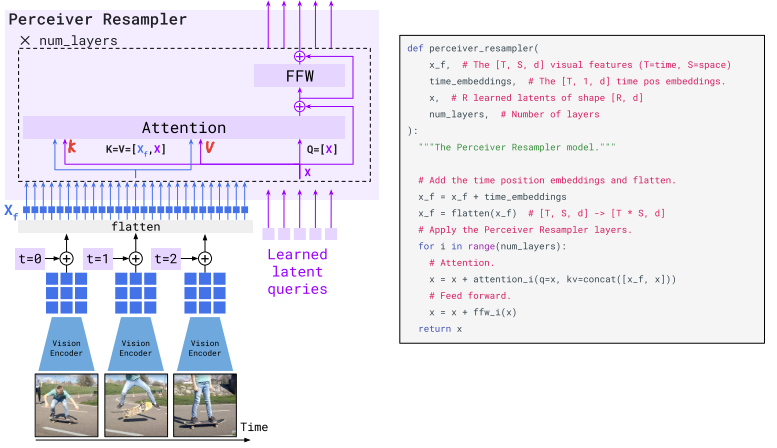 Perceiver Resampler
× num_layers
FFW
Attention
k
K=V=[Xf,X]
V
Q=[X]
X
Xf
flatten
t=0
t=1
t=2
Learned
latent
queries
Vision
Encoder
Vision
Encoder
Vision
Encoder
Time
def perceiver_resampler(
x_f,  # The [T, S, d] visual features (T=time, S=space)
time_embeddings,  # The [T, 1, d] time pos embeddings.
x,  # R learned latents of shape [R, d]
num_layers,  # Number of layers
):
"""The Perceiver Resampler model."""
# Add the time position embeddings and flatten.
x_f = x_f + time_embeddings
x_f = flatten(x_f)  # [T, S, d] -> [T * S, d]
# Apply the Perceiver Resampler layers.
for i in range(num_layers):
# Attention.
x = x + attention_i(q=x, kv=concat([x_f, x]))
# Feed forward.
x = x + ffw_i(x)
return x